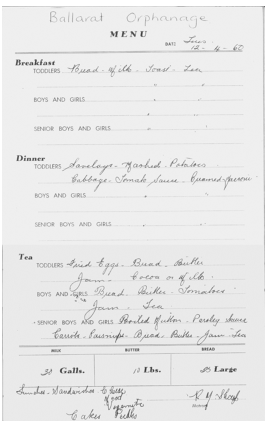 Ballarat Orphanage
MENU
DATE Tues
12-4-60
Breakfast
TODDLERS Bread - Milk - Toast - Tea
BOYS AND GIRLS " "
SENIOR BOYS AND GIRLS " "
Dinner
TODDLERS Saveloys - Mashed - Potatoes
Cabbage - Tomato Sauce - Creamed
BOYS AND GIRLS " "
SENIOR BOYS AND GIRLS " "
Tea
TODDLERS Fried Eggs - Bread - Butter
Jam - Cocoa or Milk
BOYS AND GIRLS Bread - Butter - Tomatoes
Jam - Tea
SENIOR BOYS AND GIRLS Boiled Mutton - Parsley Sauce
Carrots - Parsnips - Bread - Butter - Jam - Tea
MILK BUTTER BREAD
Galls. Lbs. Large
Lunches - Sandwiches Cheese
Vegemite
Cakes